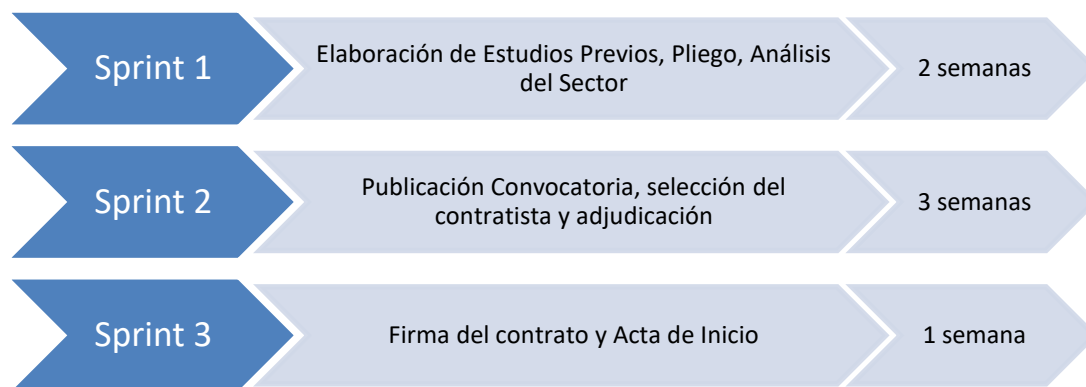 Sprint 1
Elaboración de Estudios Previos, Pliego, Análisis
del Sector
2 semanas
Sprint 2
Publicación Convocatoria, selección del
contratista y adjudicación
3 semanas
Sprint 3
Firma del contrato y Acta de Inicio
1 semana